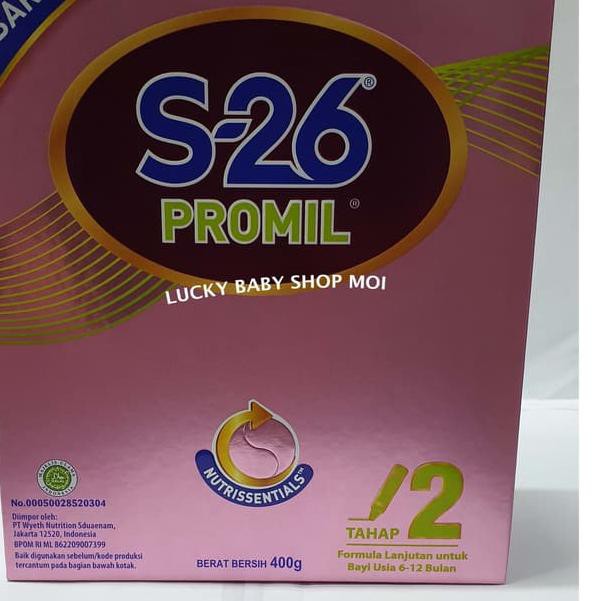 S-26®
PROMIL®
LUCKY BABY SHOP MOI
NUTRISSENTIALS™
No.00050028520304
Diimpor oleh:
PT Wyeth Nutrition Sduaenam,
Jakarta 12520, Indonesia
BPOM RI ML 862209007399
Baik digunakan sebelum/kode produksi
tercantum pada bagian bawah kotak.
BERAT BERSIH 400g
TAHAP 2
Formula Lanjutan untuk
Bayi Usia 6-12 Bulan